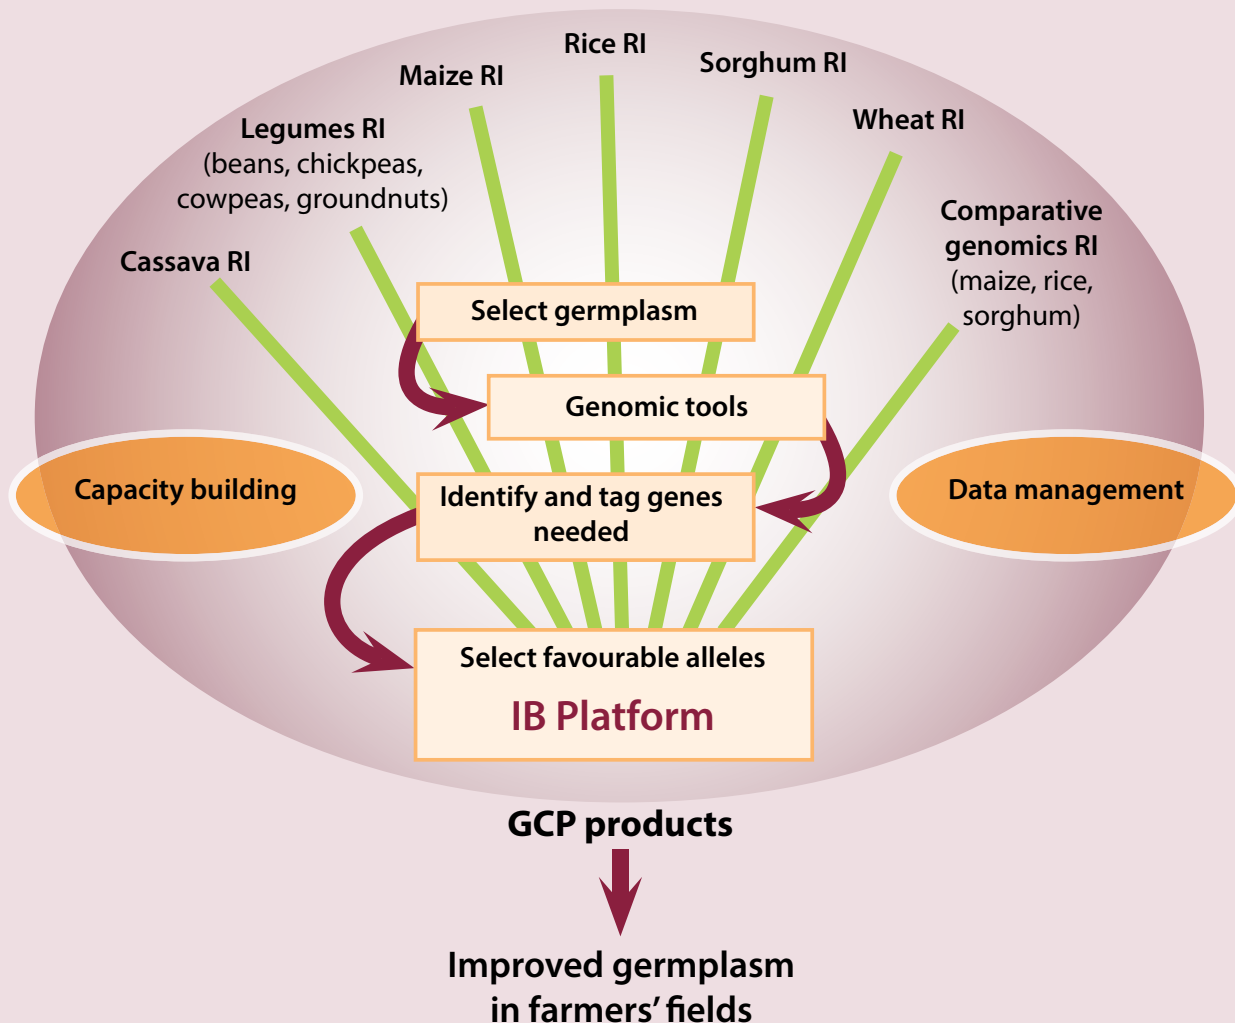 Rice RI
Maize RI
Sorghum RI
Legumes RI
(beans, chickpeas,
cowpeas, groundnuts)
Wheat RI
Cassava RI
Comparative
genomics RI
(maize, rice,
sorghum)
Select germplasm
Genomic tools
Capacity building
Identify and tag genes
needed
Data management
Select favourable alleles
IB Platform
GCP products
Improved germplasm
in farmers’ fields